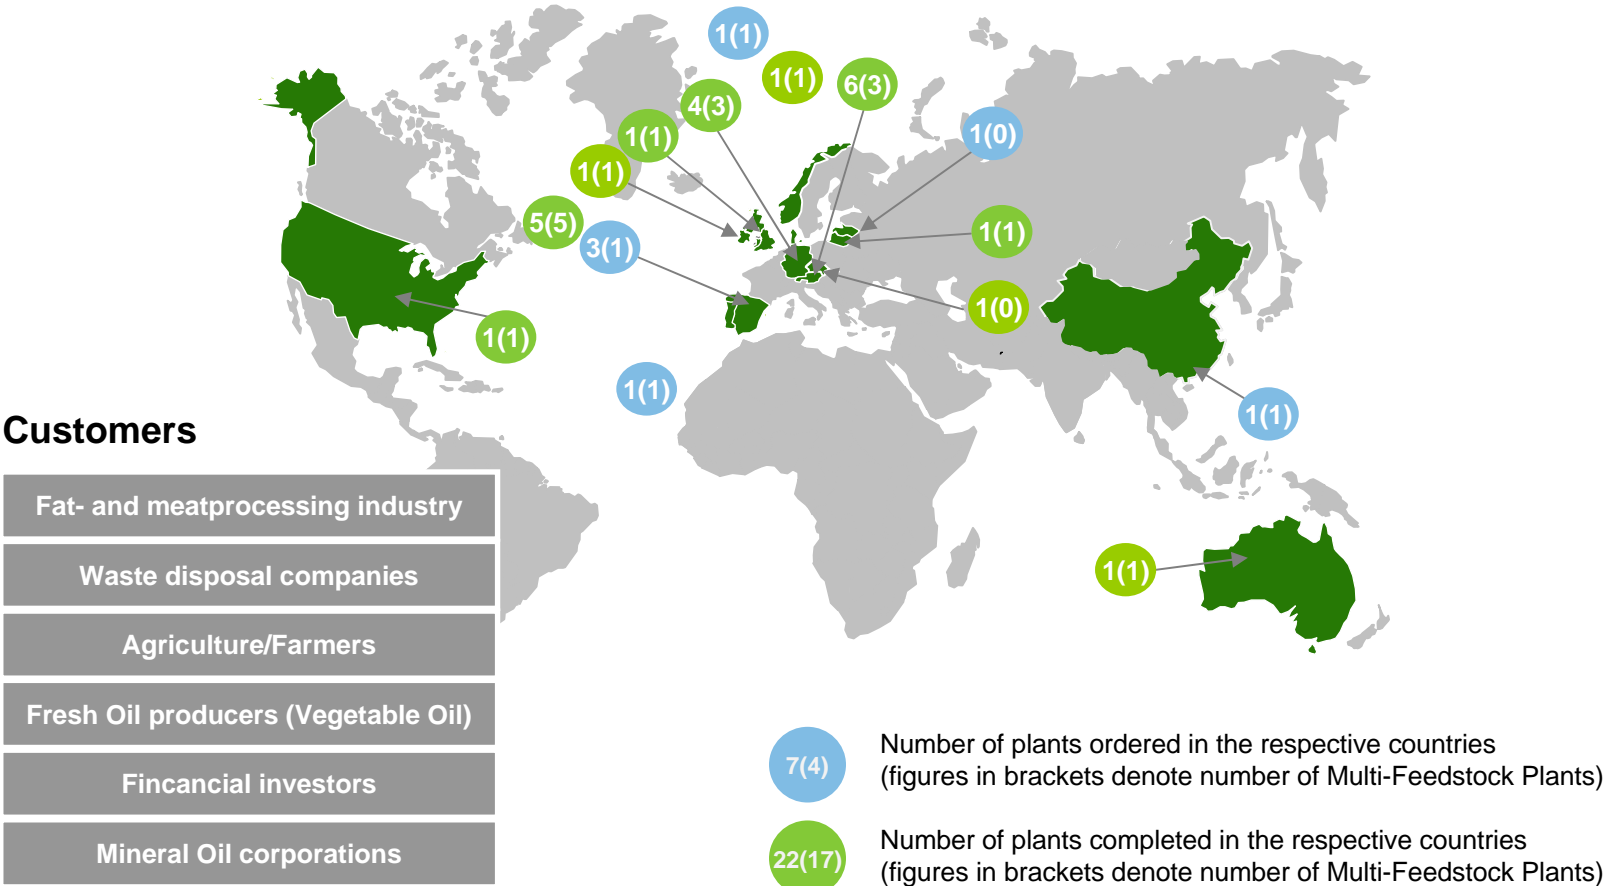 1(1)
1(1)
6(3)
4(3)
1(1)
1(0)
1(1)
5(5)
3(1)
1(1)
1(0)
1(1)
1(1)
1(1)
1(1)
Customers
Fat- and meatprocessing industry
Waste disposal companies
Agriculture/Farmers
Fresh Oil producers (Vegetable Oil)
Fincancial investors
Mineral Oil corporations
7(4)
Number of plants ordered in the respective countries
(figures in brackets denote number of Multi-Feedstock Plants)
22(17)
Number of plants completed in the respective countries
(figures in brackets denote number of Multi-Feedstock Plants)